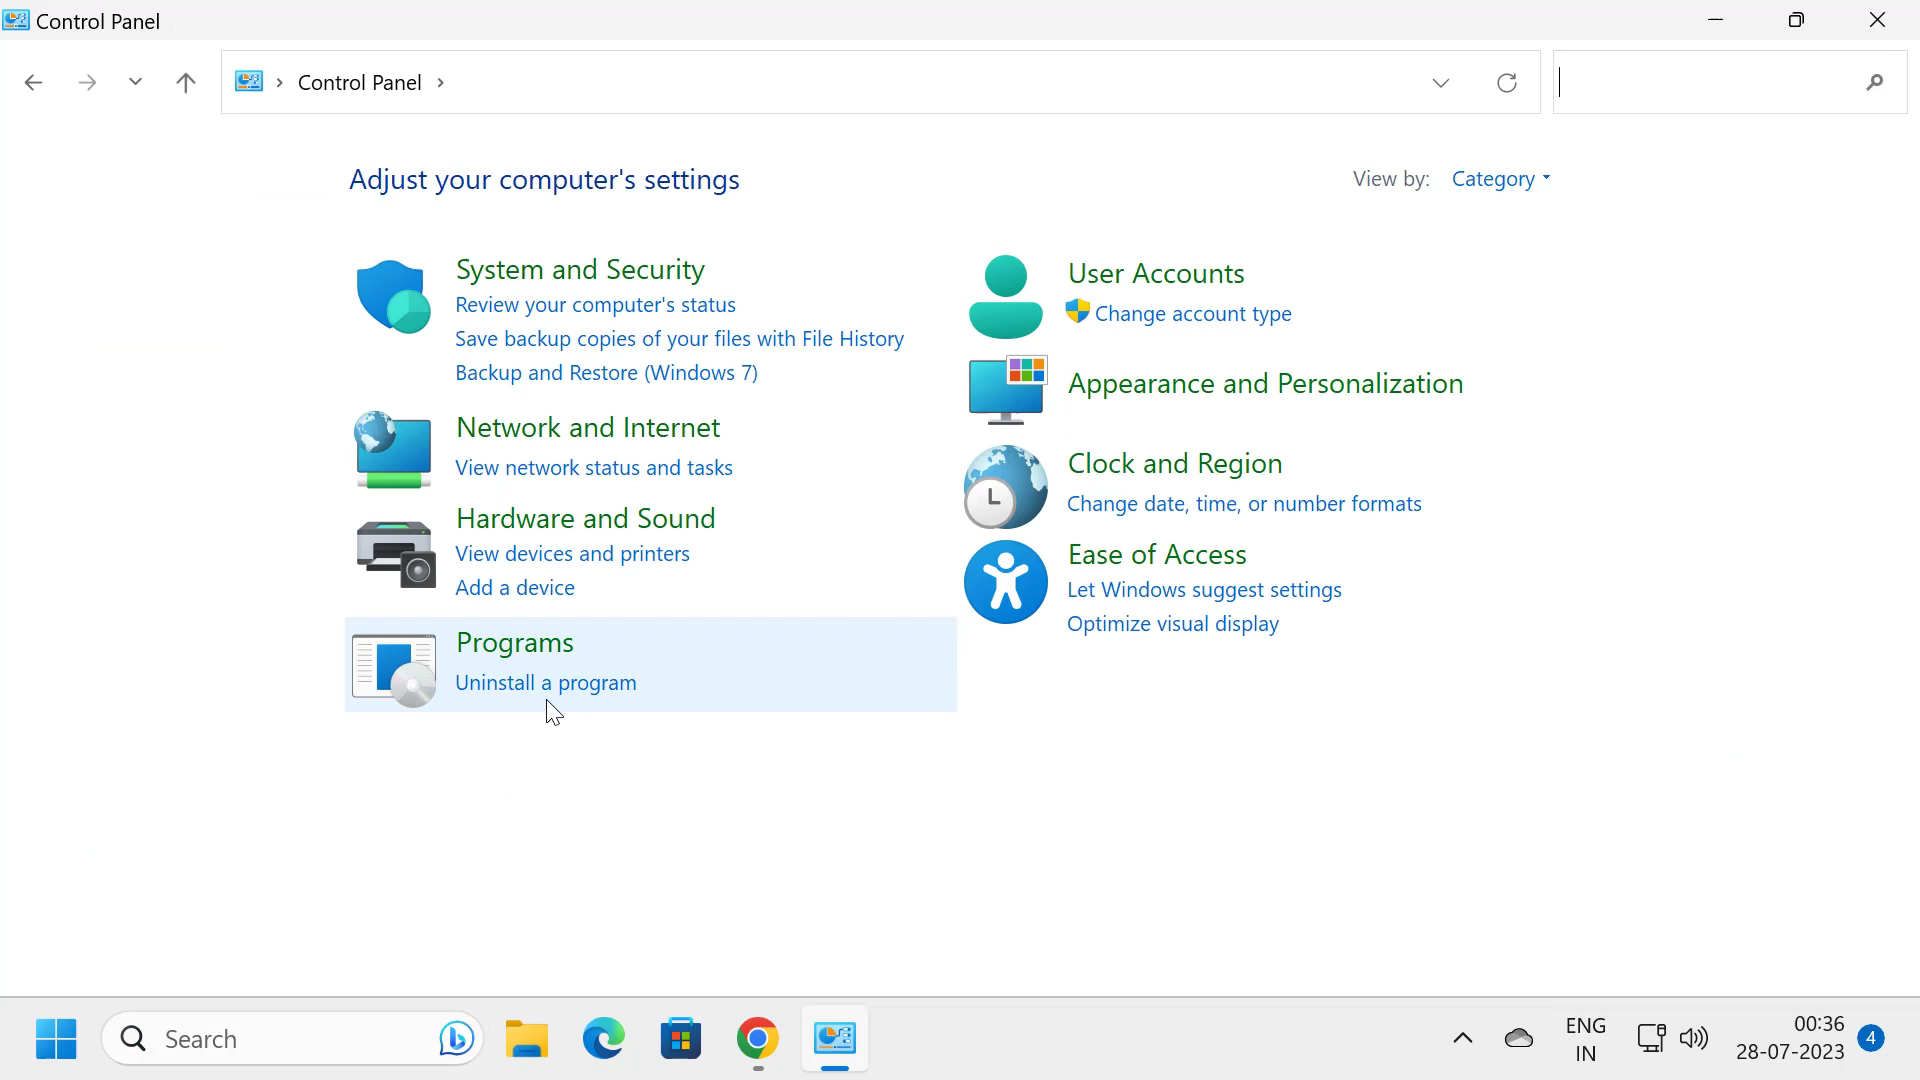 Control Panel
Control Panel
Adjust your computer's settings
View by: Category
System and Security
Review your computer's status
Save backup copies of your files with File History
Backup and Restore (Windows 7)
Network and Internet
View network status and tasks
Hardware and Sound
View devices and printers
Add a device
Programs
Uninstall a program
User Accounts
Change account type
Appearance and Personalization
Clock and Region
Change date, time, or number formats
Ease of Access
Let Windows suggest settings
Optimize visual display
Search
ENG
IN
00:36
28-07-2023
4